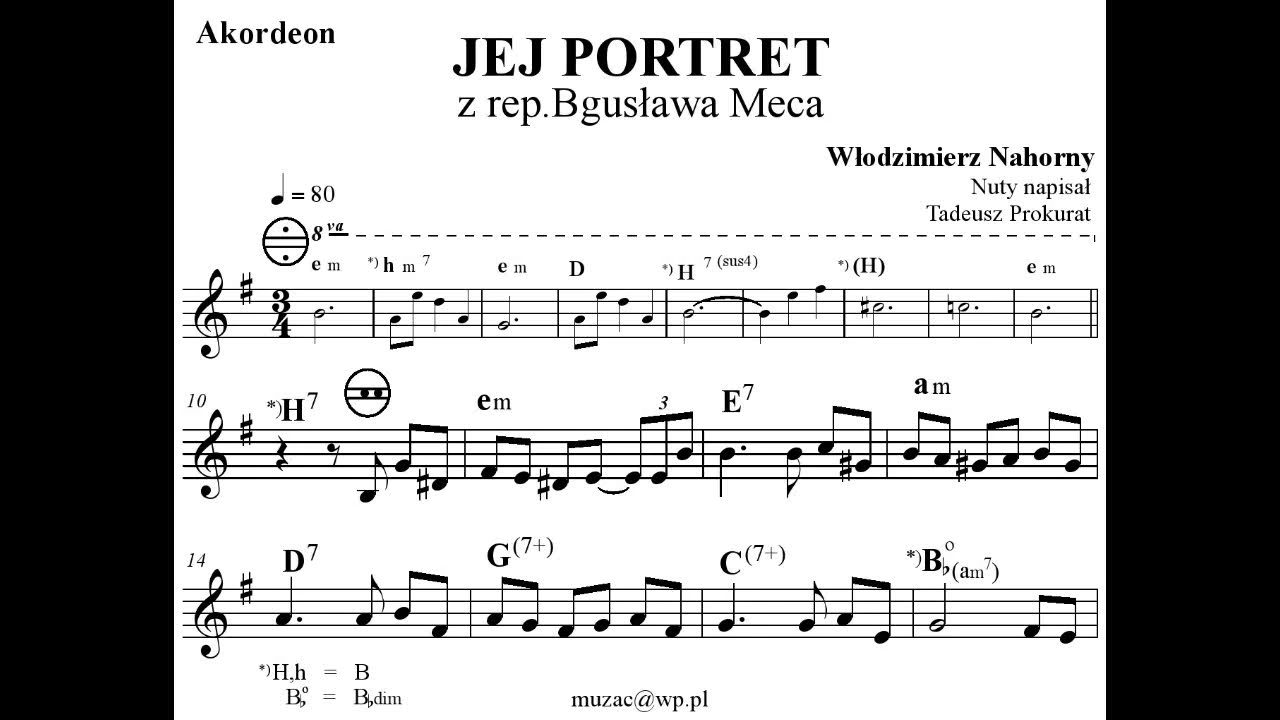 Akordeon
JEJ PORTRET
z rep.Bgusława Meca
Włodzimierz Nahorny
Nuty napisał
Tadeusz Prokurat
= 80
8va
e m *) h m 7 e m D *) H 7 (sus4) *) (H) e m
3
4
10 *) H7 em 3 E7 am
14 D7 G(7+) C(7+) *) B♭o (am7)
*) H,h = B
B♭o = B♭dim
muzac@wp.pl